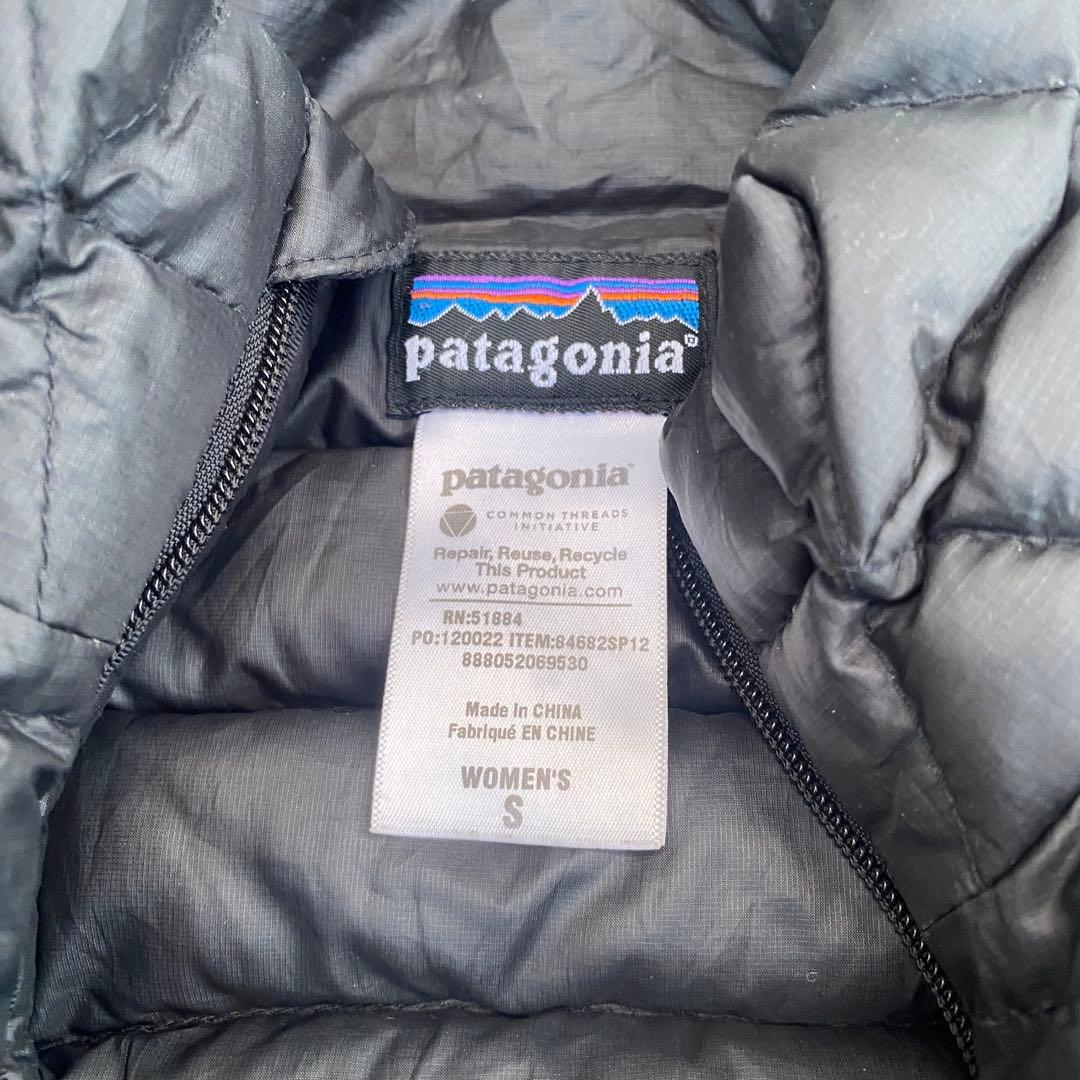 patagonia®
patagonia®
COMMON THREADS
INITIATIVE
Repair, Reuse, Recycle
This Product
www.patagonia.com
RN:51884
PO:120022 ITEM:84682SP12
888052069530
Made In CHINA
Fabriqué EN CHINE
WOMEN'S
S